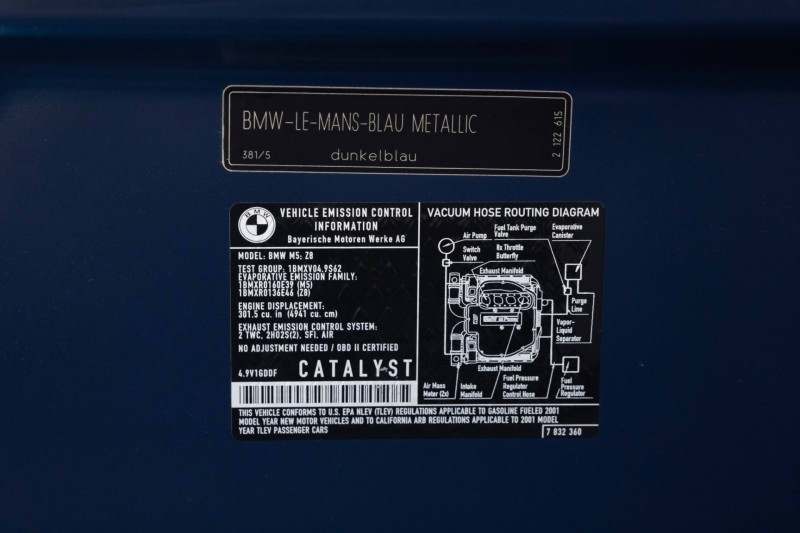 BMW-LE-MANS-BLAU METALLIC
381/5 dunkelblau
2 122 615
BMW
VEHICLE EMISSION CONTROL
INFORMATION
Bayerische Motoren Werke AG
MODEL: BMW M5; Z8
TEST GROUP: 1BMXV04.9S62
EVAPORATIVE EMISSION FAMILY:
1BMXR0160E39 (M5)
1BMXR0136E46 (Z8)
ENGINE DISPLACEMENT:
301.5 cu. in (4941 cu. cm)
EXHAUST EMISSION CONTROL SYSTEM:
2 TWC, 2HO2S(2), SFI, AIR
NO ADJUSTMENT NEEDED / OBD II CERTIFIED
4.9V1GDDF CATALYST
VACUUM HOSE ROUTING DIAGRAM
Air Pump
Fuel Tank Purge
Valve
Evaporative
Canister
Switch
Valve
8x Throttle
Butterfly
Exhaust Manifold
Purge
Line
Vapor-
Liquid
Separator
Exhaust Manifold
Air Mass
Meter (2x)
Intake
Manifold
Fuel Pressure
Regulator
Control Hose
Fuel
Pressure
Regulator
THIS VEHICLE CONFORMS TO U.S. EPA NLEV (TLEV) REGULATIONS APPLICABLE TO GASOLINE FUELED 2001
MODEL YEAR NEW MOTOR VEHICLES AND TO CALIFORNIA ARB REGULATIONS APPLICABLE TO 2001 MODEL
YEAR TLEV PASSENGER CARS
7 832 360